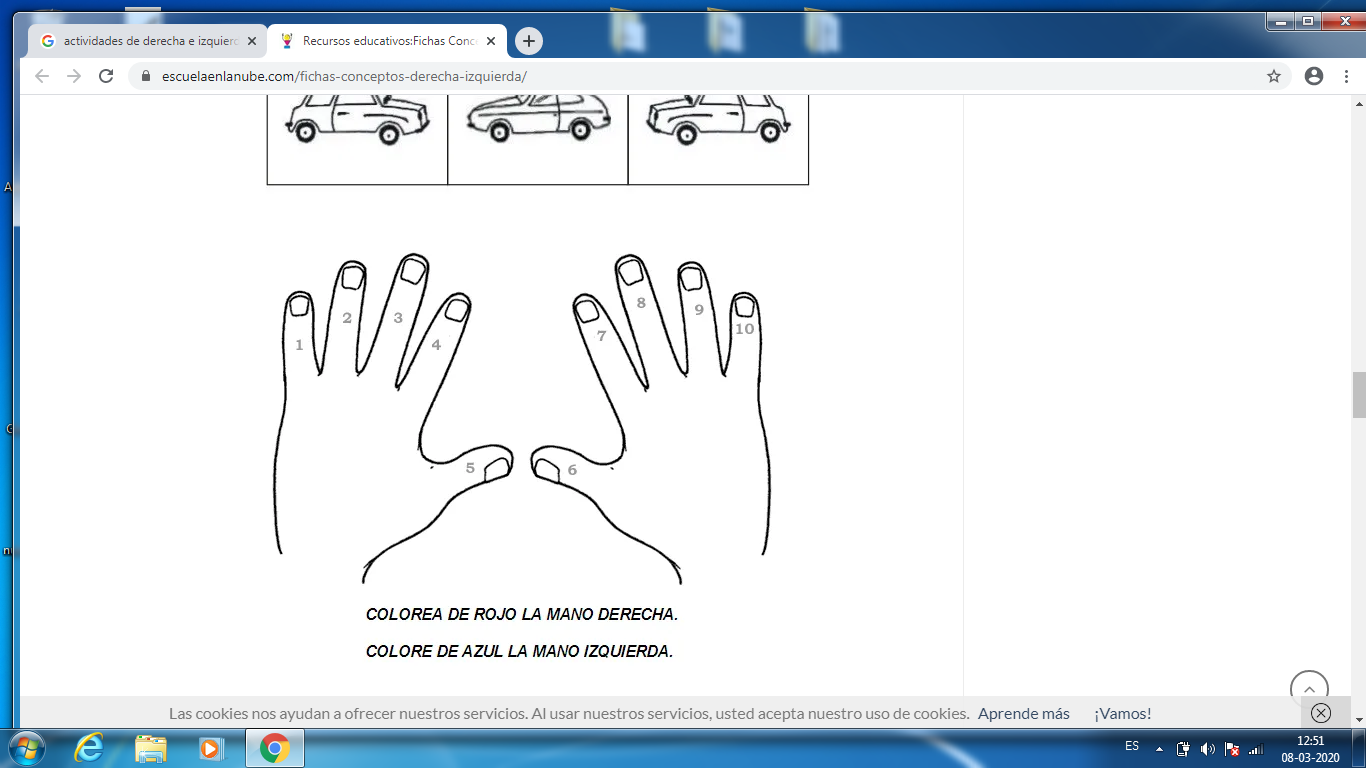 actividades de derecha e izquierd
Recursos educativos:Fichas Conc
escuelaenlanube.com/fichas-conceptos-derecha-izquierda/
1 2 3 4 5 6 7 8 9 10
COLOREA DE ROJO LA MANO DERECHA.
COLORE DE AZUL LA MANO IZQUIERDA.
Las cookies nos ayudan a ofrecer nuestros servicios. Al usar nuestros servicios, usted acepta nuestro uso de cookies. Aprende más ¡Vamos!
ES
12:51
08-03-2020